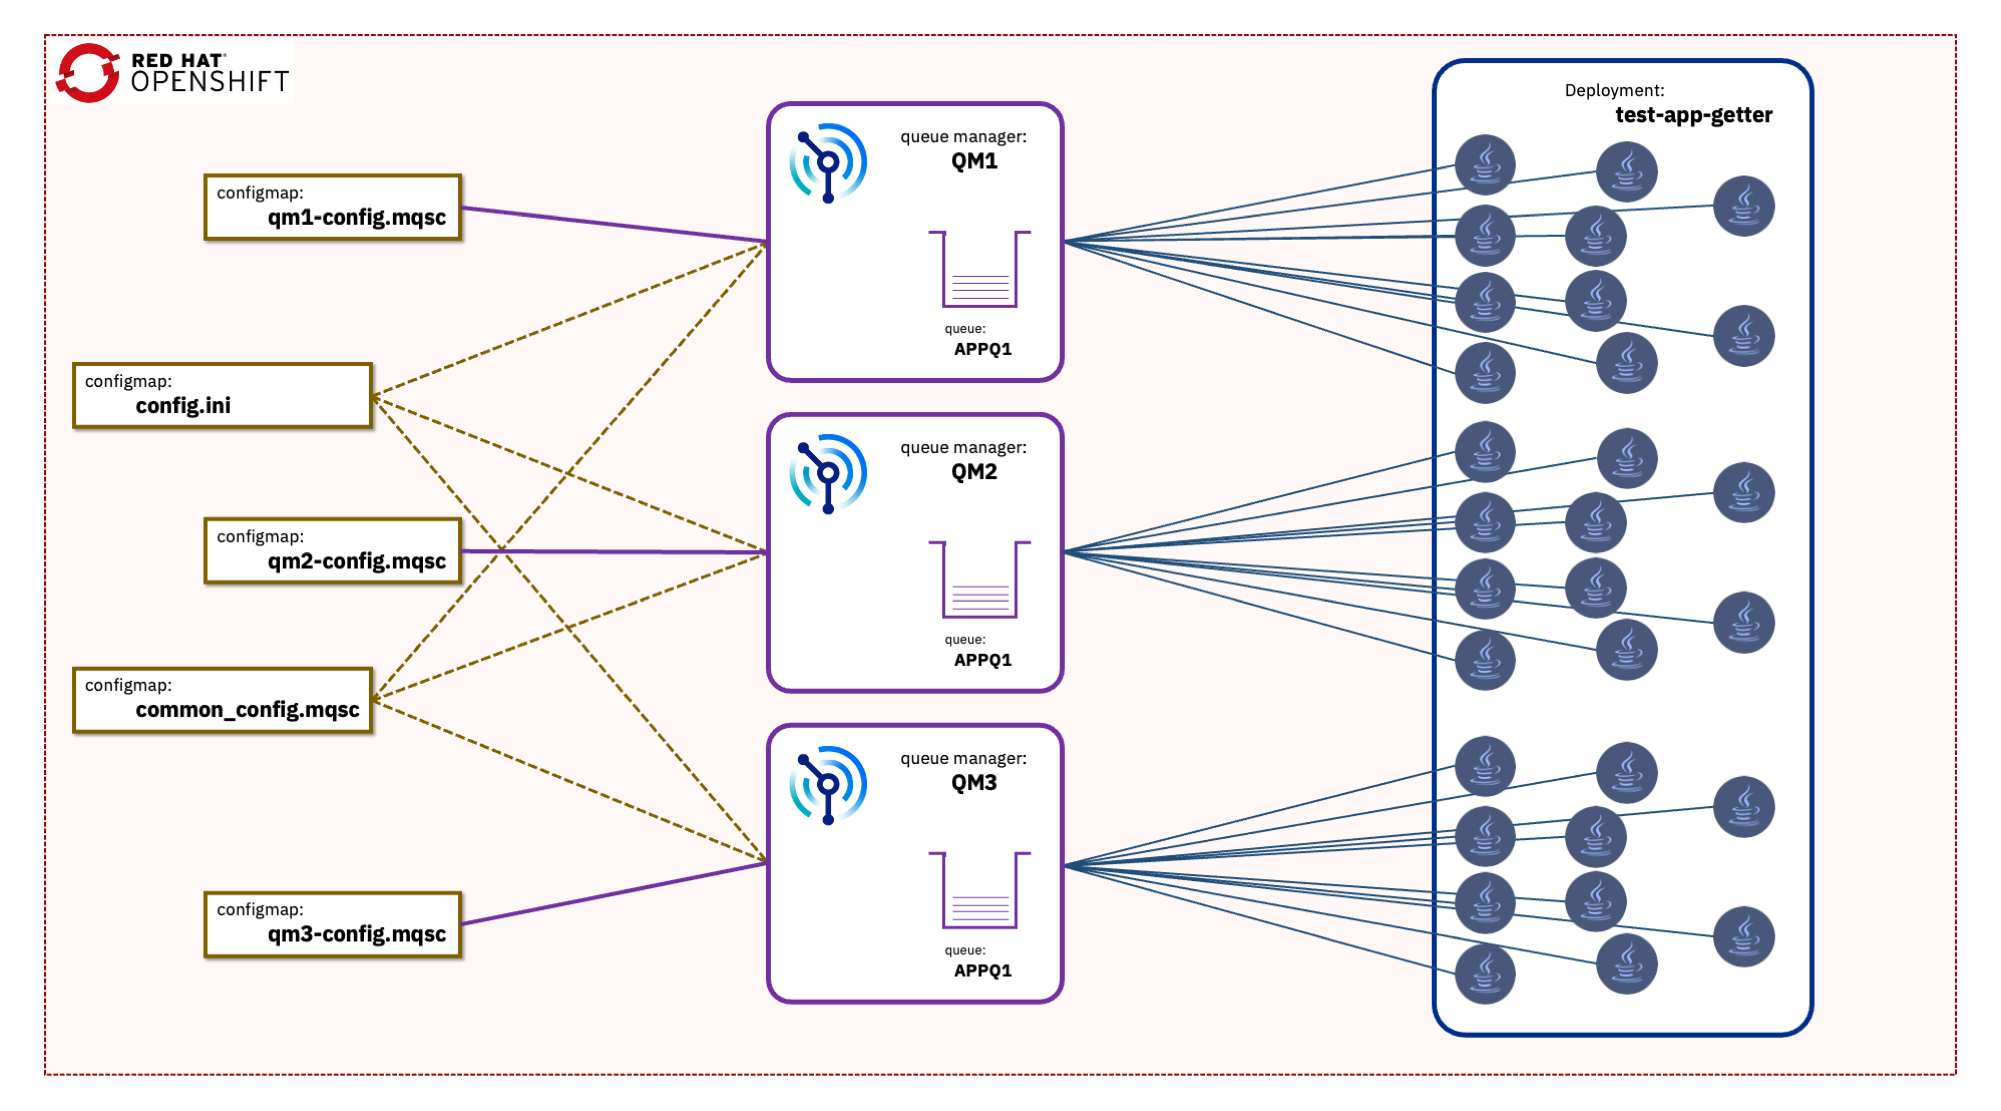 RED HAT®
OPENSHIFT
configmap:
qm1-config.mqsc
configmap:
config.ini
configmap:
qm2-config.mqsc
configmap:
common_config.mqsc
configmap:
qm3-config.mqsc
queue manager:
QM1
queue:
APPQ1
queue manager:
QM2
queue:
APPQ1
queue manager:
QM3
queue:
APPQ1
Deployment:
test-app-getter